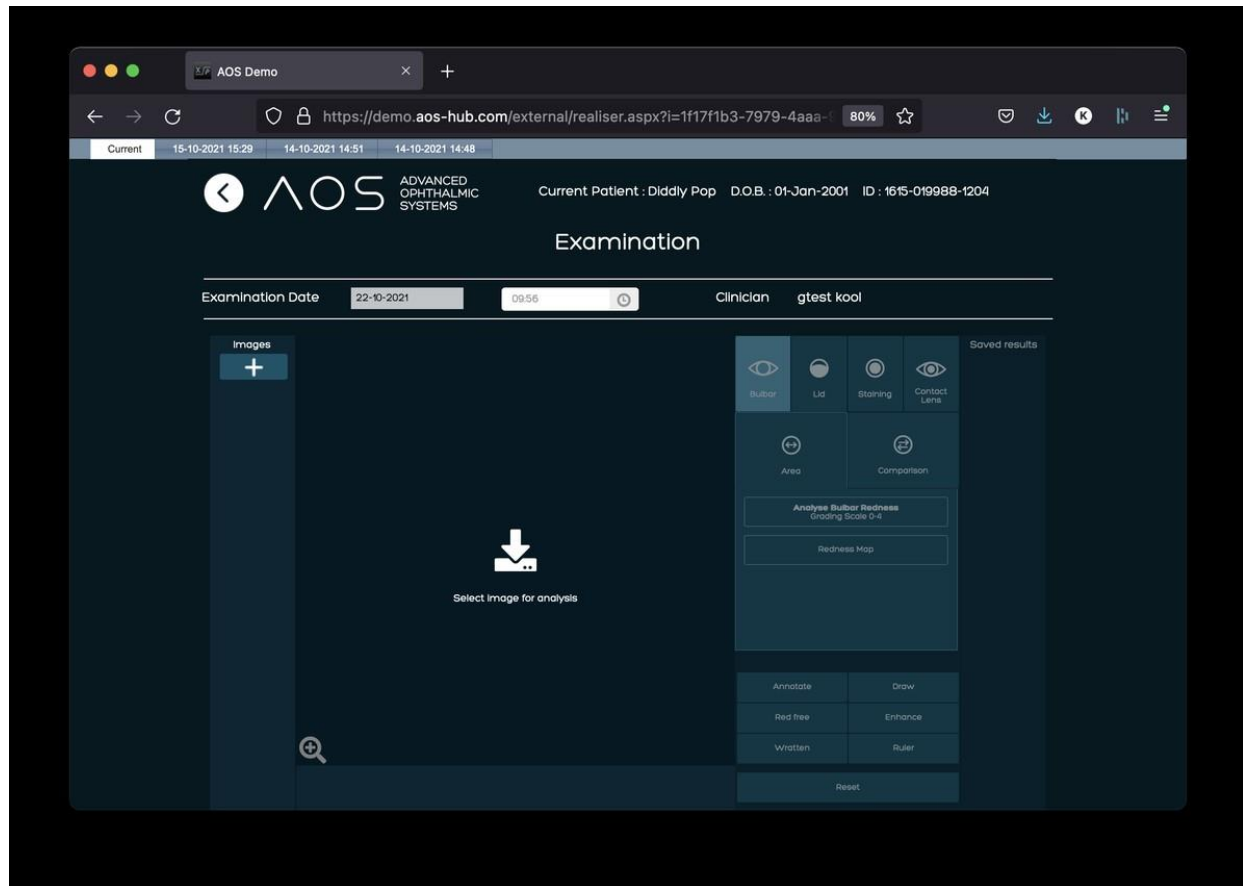 AOS Demo
https://demo.aos-hub.com/external/realiser.aspx?i=1f17f1b3-7979-4aaa-
80%
K
Current 15-10-2021 15:29 14-10-2021 14:51 14-10-2021 14:48
AOS ADVANCED
OPHTHALMIC
SYSTEMS
Current Patient : Diddly Pop D.O.B. : 01-Jan-2001 ID : 1615-019988-1204
Examination
Examination Date 22-10-2021 09:56 Clinician gtest kool
Images
Select image for analysis
Bulbar Lid Staining Contact
Lens
Area Comparison
Analyse Bulbar Redness
Grading Scale 0-4
Redness Map
Annotate Draw
Red free Enhance
Wratten Ruler
Reset
Saved results